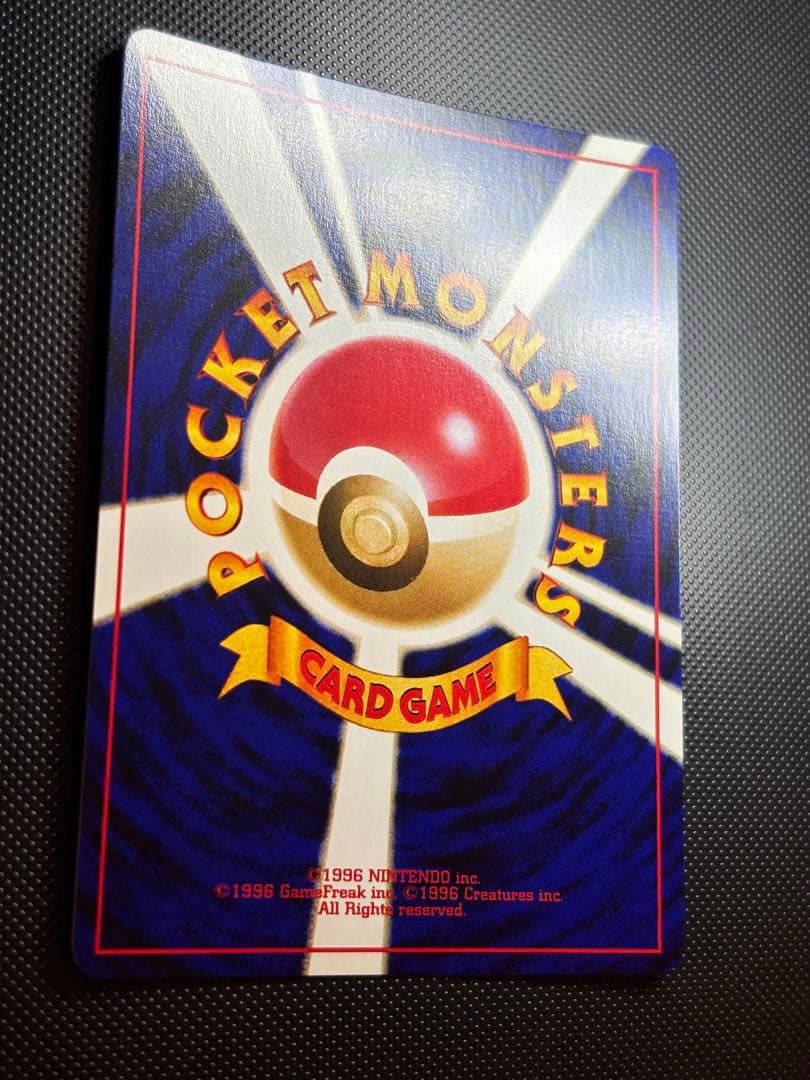 POCKET MONSTERS
CARD GAME
©1996 NINTENDO inc.
©1996 GameFreak inc. ©1996 Creatures inc.
All Rights reserved.